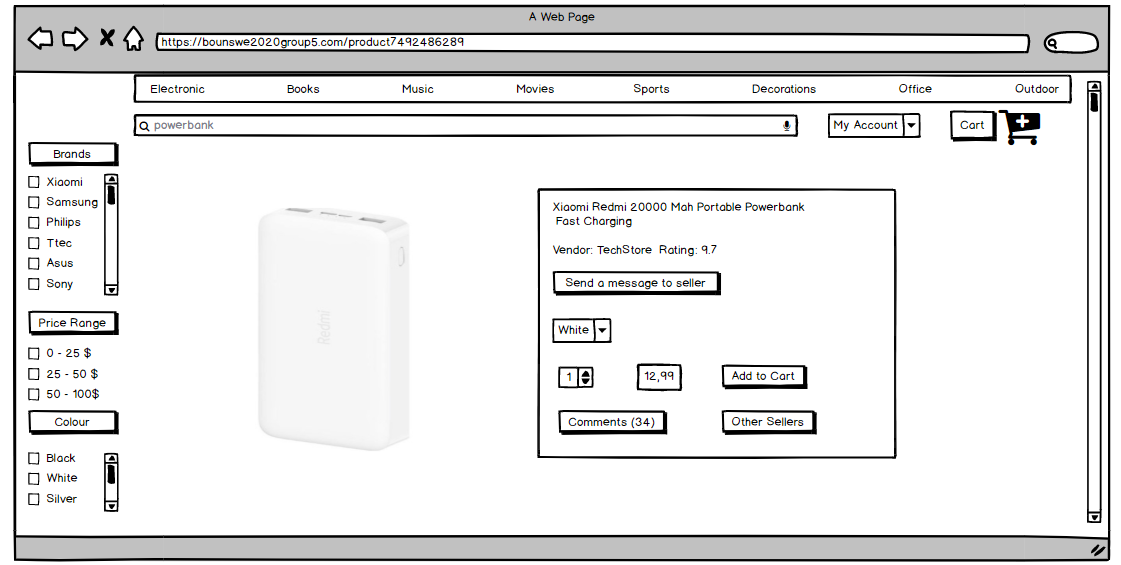 A Web Page
https://bounswe2020group5.com/product7492486289
Electronic Books Music Movies Sports Decorations Office Outdoor
powerbank
My Account
Cart
Brands
Xiaomi
Samsung
Philips
Ttec
Asus
Sony
Price Range
0 - 25 $
25 - 50 $
50 - 100$
Colour
Black
White
Silver
Redmi
Xiaomi Redmi 20000 Mah Portable Powerbank
Fast Charging
Vendor: TechStore Rating: 9.7
Send a message to seller
White
1 12,99 Add to Cart
Comments (34) Other Sellers